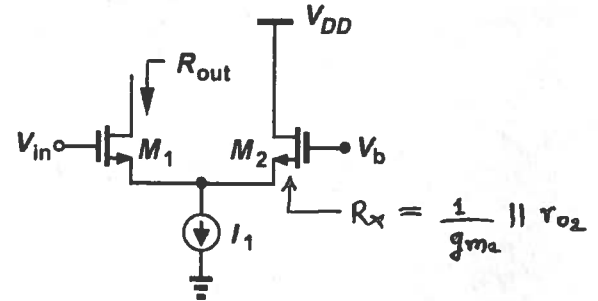 V_DD
R_out
V_in M_1 M_2 V_b
R_x = 1/g_m2 || r_o2
I_1